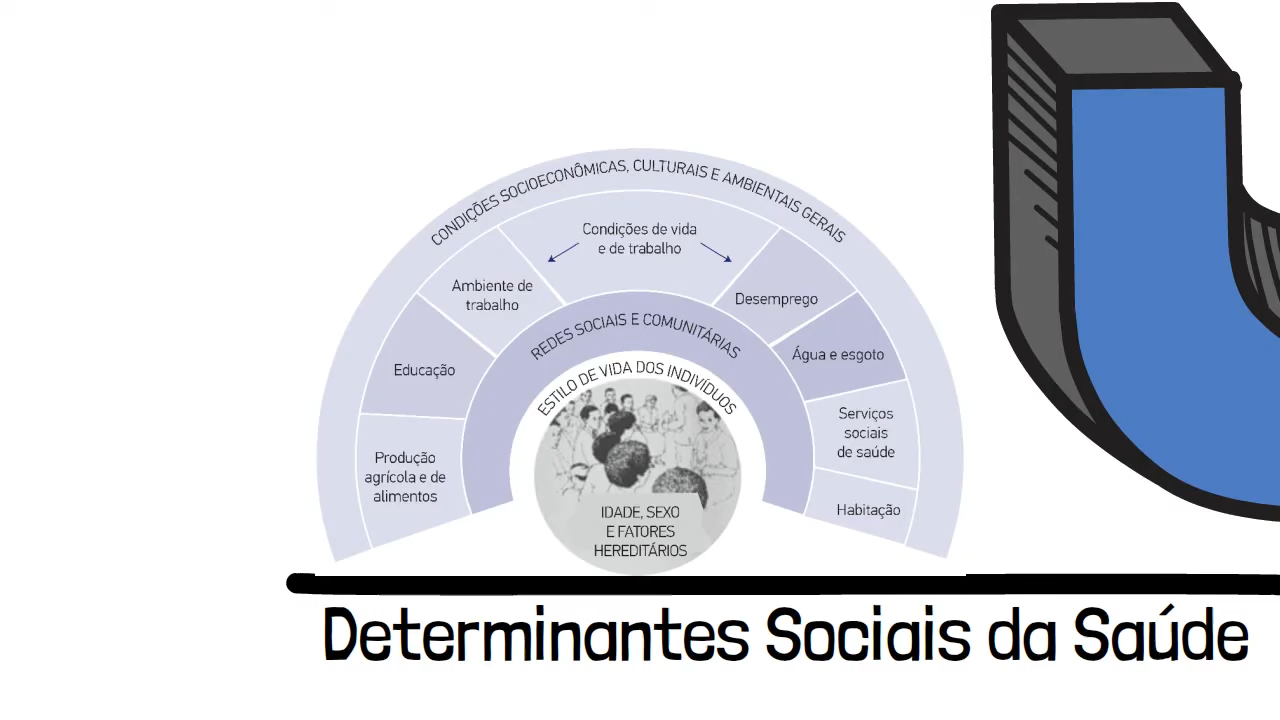 CONDIÇÕES SOCIOECONÔMICAS, CULTURAIS E AMBIENTAIS GERAIS
Condições de vida
e de trabalho
Ambiente de
trabalho
Desemprego
Educação
Água e esgoto
Produção
agrícola e de
alimentos
Serviços
sociais
de saúde
Habitação
REDES SOCIAIS E COMUNITÁRIAS
ESTILO DE VIDA DOS INDIVÍDUOS
IDADE, SEXO
E FATORES
HEREDITÁRIOS
Determinantes Sociais da Saúde